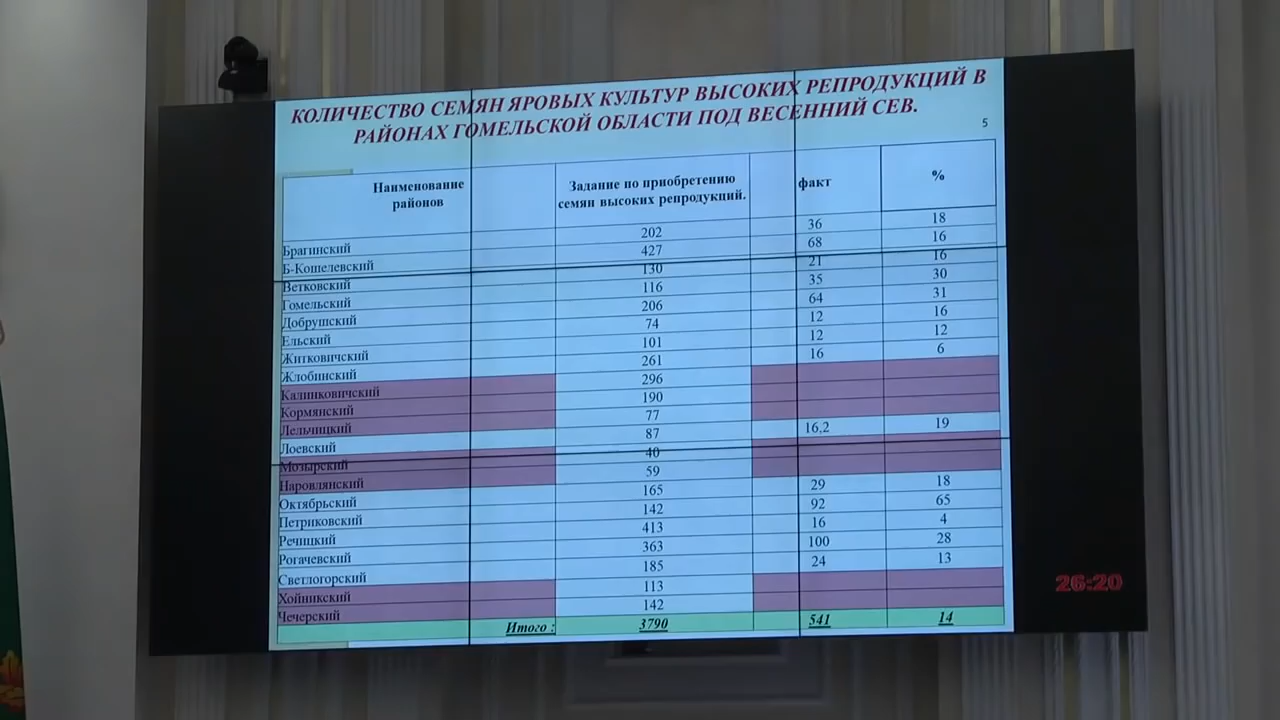 КОЛИЧЕСТВО СЕМЯН ЯРОВЫХ КУЛЬТУР ВЫСОКИХ РЕПРОДУКЦИЙ В
РАЙОНАХ ГОМЕЛЬСКОЙ ОБЛАСТИ ПОД ВЕСЕННИЙ СЕВ.
5
Наименование районов Задание по приобретению семян высоких репродукций. факт %
Брагинский 202 36 18
Б-Кошелевский 427 68 16
Ветковский 130 21 16
Гомельский 116 35 30
Добрушский 206 64 31
Ельский 74 12 16
Житковичский 101 12 12
Жлобинский 261 16 6
Калинковичский 296
Кормянский 190
Лельчицкий 77
Лоевский 87 16,2 19
Мозырский 40
Наровлянский 59
Октябрьский 165 29 18
Петриковский 142 92 65
Речицкий 413 16 4
Рогачевский 363 100 28
Светлогорский 185 24 13
Хойникский 113
Чечерский 142
Итого : 3790 541 14
26:20